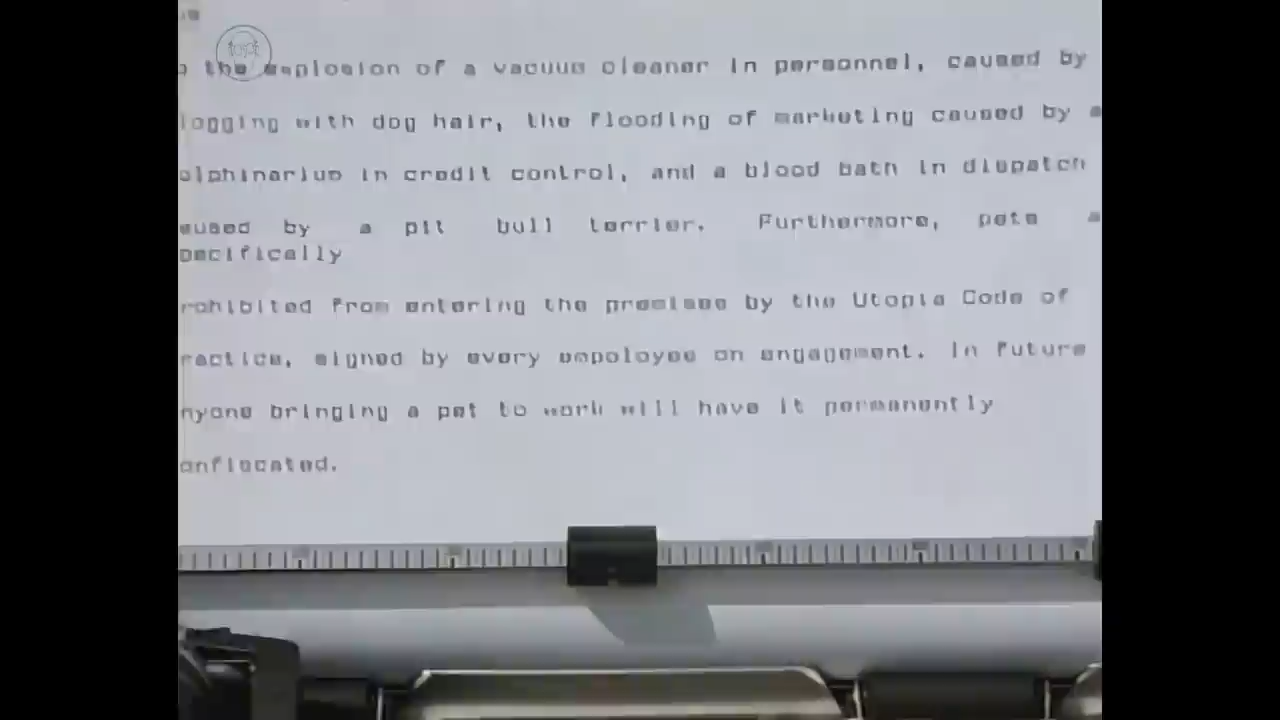 the explosion of a vacuum cleaner in personnel, caused by
logging with dog hair, the flooding of marketing caused by a
olphinarium in credit control, and a blood bath in dispatch
aused by a pit bull terrier. Furthermore, pets a
pecifically
rohibited from entering the premises by the Utopia Code of
ractice, signed by every empoloyee on engagement. In future
nyone bringing a pet to work will have it permanently
onfiscated.